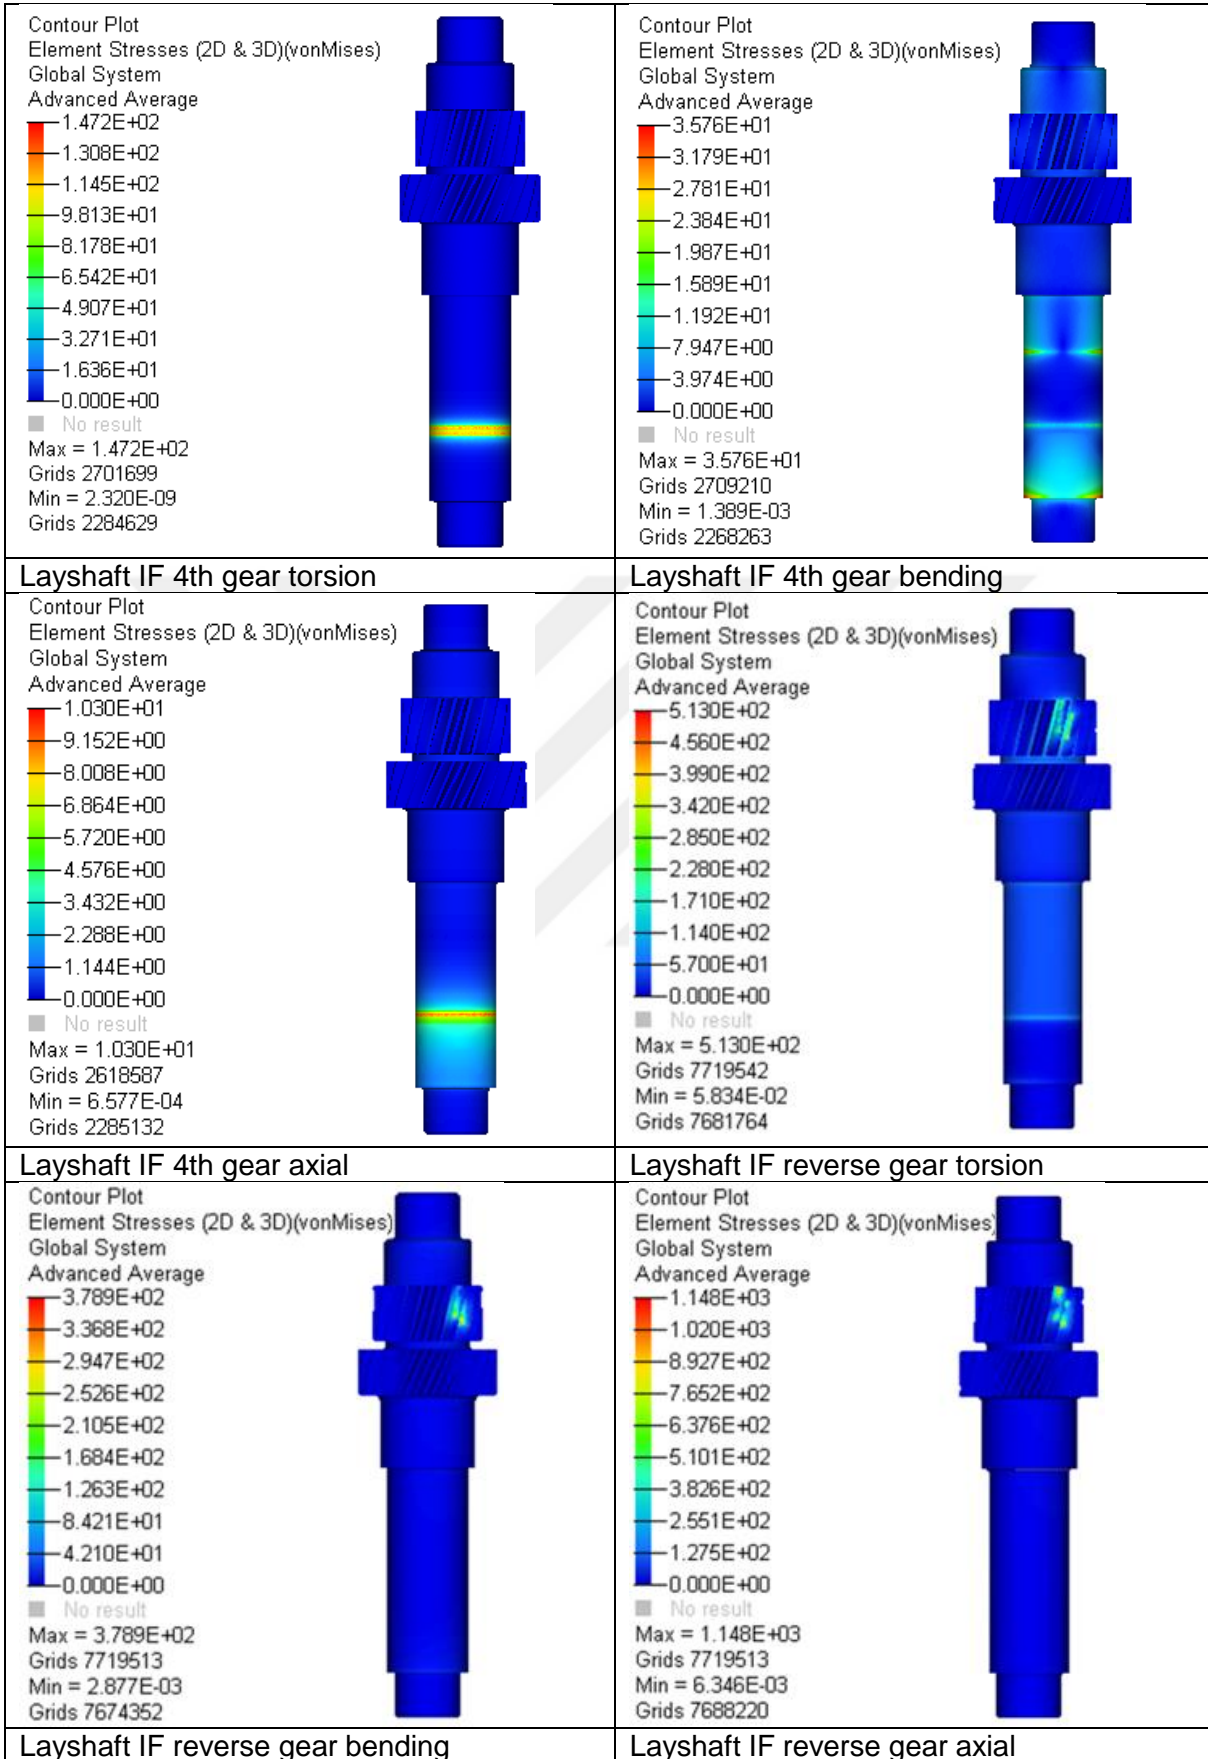 Contour Plot
Element Stresses (2D & 3D)(vonMises)
Global System
Advanced Average
1.472E+02
1.308E+02
1.145E+02
9.813E+01
8.178E+01
6.542E+01
4.907E+01
3.271E+01
1.636E+01
0.000E+00
No result
Max = 1.472E+02
Grids 2701699
Min = 2.320E-09
Grids 2284629
Layshaft IF 4th gear torsion
Contour Plot
Element Stresses (2D & 3D)(vonMises)
Global System
Advanced Average
3.576E+01
3.179E+01
2.781E+01
2.384E+01
1.987E+01
1.589E+01
1.192E+01
7.947E+00
3.974E+00
0.000E+00
No result
Max = 3.576E+01
Grids 2709210
Min = 1.389E-03
Grids 2268263
Layshaft IF 4th gear bending
Contour Plot
Element Stresses (2D & 3D)(vonMises)
Global System
Advanced Average
1.030E+01
9.152E+00
8.008E+00
6.864E+00
5.720E+00
4.576E+00
3.432E+00
2.288E+00
1.144E+00
0.000E+00
No result
Max = 1.030E+01
Grids 2618587
Min = 6.577E-04
Grids 2285132
Layshaft IF 4th gear axial
Contour Plot
Element Stresses (2D & 3D)(vonMises)
Global System
Advanced Average
5.130E+02
4.560E+02
3.990E+02
3.420E+02
2.850E+02
2.280E+02
1.710E+02
1.140E+02
5.700E+01
0.000E+00
No result
Max = 5.130E+02
Grids 7719542
Min = 5.834E-02
Grids 7681764
Layshaft IF reverse gear torsion
Contour Plot
Element Stresses (2D & 3D)(vonMises)
Global System
Advanced Average
3.789E+02
3.368E+02
2.947E+02
2.526E+02
2.105E+02
1.684E+02
1.263E+02
8.421E+01
4.210E+01
0.000E+00
No result
Max = 3.789E+02
Grids 7719513
Min = 2.877E-03
Grids 7674352
Layshaft IF reverse gear bending
Contour Plot
Element Stresses (2D & 3D)(vonMises)
Global System
Advanced Average
1.148E+03
1.020E+03
8.927E+02
7.652E+02
6.376E+02
5.101E+02
3.826E+02
2.551E+02
1.275E+02
0.000E+00
No result
Max = 1.148E+03
Grids 7719513
Min = 6.346E-03
Grids 7688220
Layshaft IF reverse gear axial